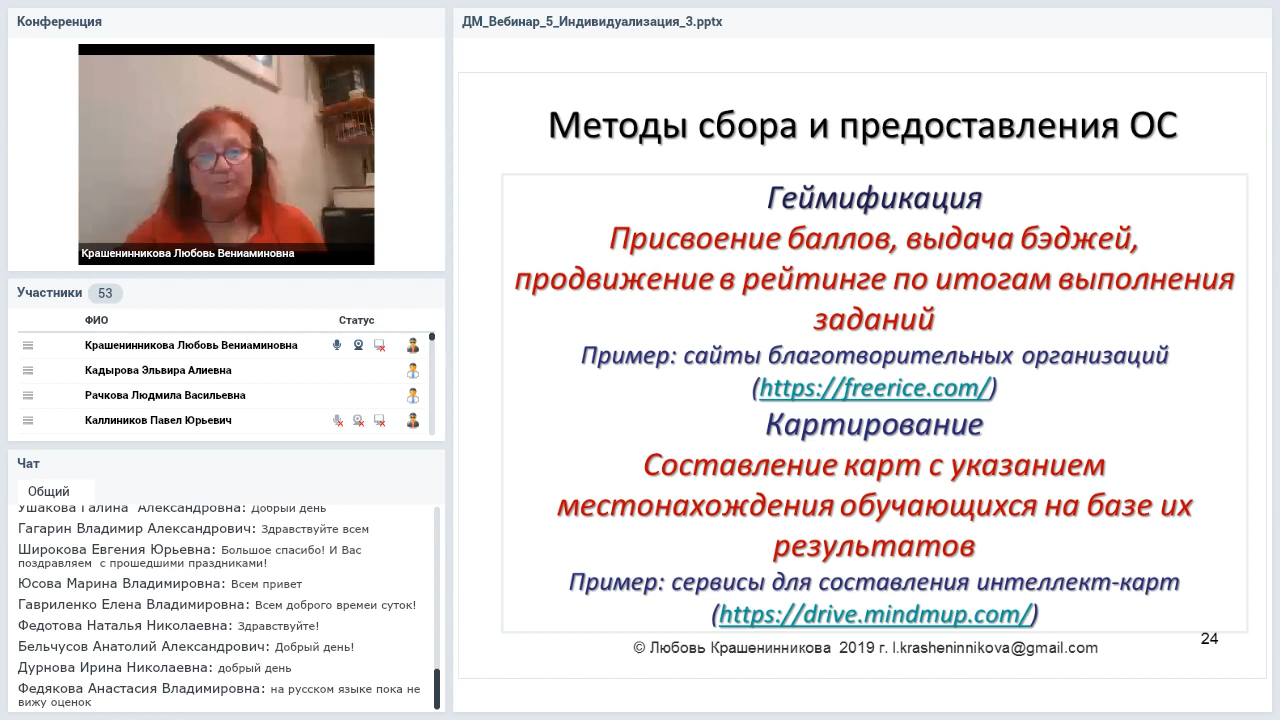 Конференция
Крашенинникова Любовь Вениаминовна
Участники 53
ФИО Статус
Крашенинникова Любовь Вениаминовна
Кадырова Эльвира Алиевна
Рачкова Людмила Васильевна
Каллиников Павел Юрьевич
Чат
Общий
Ушакова Галина Александровна: Добрый день
Гагарин Владимир Александрович: Здравствуйте всем
Широкова Евгения Юрьевна: Большое спасибо! И Вас
поздравляем с прошедшими праздниками!
Юсова Марина Владимировна: Всем привет
Гавриленко Елена Владимировна: Всем доброго времеи суток!
Федотова Наталья Николаевна: Здравствуйте!
Бельчусов Анатолий Александрович: Добрый день!
Дурнова Ирина Николаевна: добрый день
Федякова Анастасия Владимировна: на русском языке пока не
вижу оценок
ДМ_Вебинар_5_Индивидуализация_3.pptx
Методы сбора и предоставления ОС
Геймификация
Присвоение баллов, выдача бэджей,
продвижение в рейтинге по итогам выполнения
заданий
Пример: сайты благотворительных организаций
(https://freerice.com/)
Картирование
Составление карт с указанием
местонахождения обучающихся на базе их
результатов
Пример: сервисы для составления интеллект-карт
(https://drive.mindmup.com/)
24
© Любовь Крашенинникова 2019 г. l.krasheninnikova@gmail.com